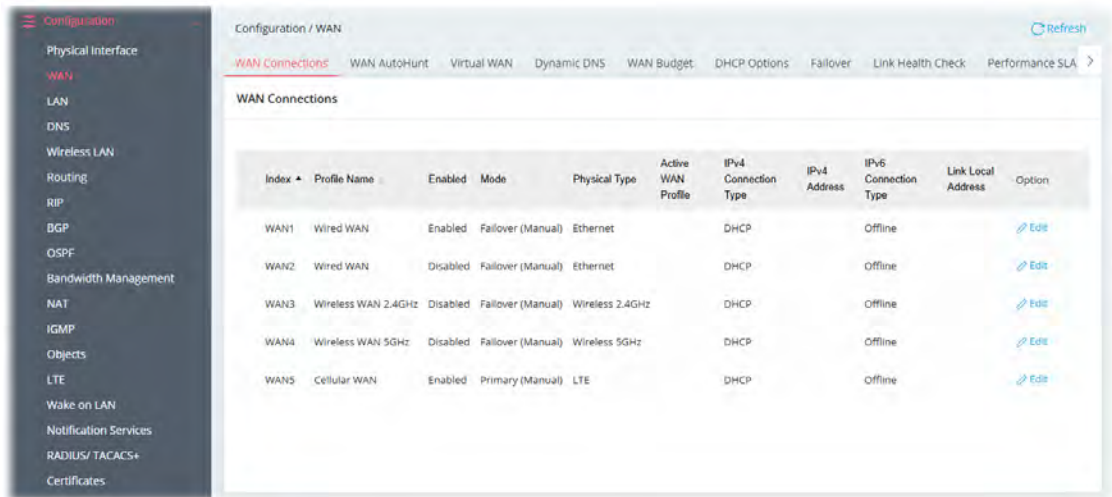 Configuration
Physical Interface
WAN
LAN
DNS
Wireless LAN
Routing
RIP
BGP
OSPF
Bandwidth Management
NAT
IGMP
Objects
LTE
Wake on LAN
Notification Services
RADIUS/ TACACS+
Certificates
Configuration / WAN
Refresh
WAN Connections WAN AutoHunt Virtual WAN Dynamic DNS WAN Budget DHCP Options Failover Link Health Check Performance SLA
WAN Connections
Index Profile Name Enabled Mode Physical Type Active WAN Profile IPv4 Connection Type IPv4 Address IPv6 Connection Type Link Local Address Option
WAN1 Wired WAN Enabled Failover (Manual) Ethernet DHCP Offline Edit
WAN2 Wired WAN Disabled Failover (Manual) Ethernet DHCP Offline Edit
WAN3 Wireless WAN 2.4GHz Disabled Failover (Manual) Wireless 2.4GHz DHCP Offline Edit
WAN4 Wireless WAN 5GHz Disabled Failover (Manual) Wireless 5GHz DHCP Offline Edit
WAN5 Cellular WAN Enabled Primary (Manual) LTE DHCP Offline Edit